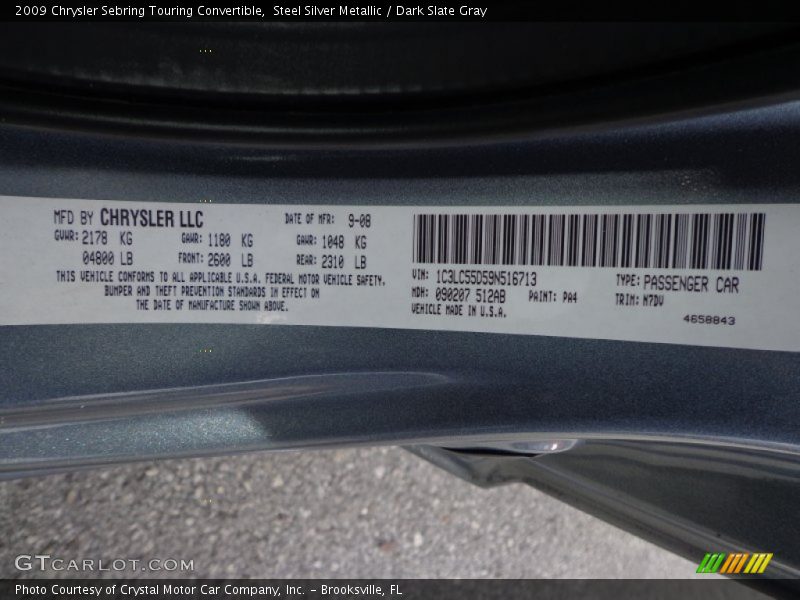 2009 Chrysler Sebring Touring Convertible, Steel Silver Metallic / Dark Slate Gray
MFD BY CHRYSLER LLC DATE OF MFR: 9-08
GVWR: 2178 KG GAWR: 1180 KG GAWR: 1048 KG
04800 LB FRONT: 2600 LB REAR: 2310 LB
THIS VEHICLE CONFORMS TO ALL APPLICABLE U.S.A. FEDERAL MOTOR VEHICLE SAFETY.
BUMPER AND THEFT PREVENTION STANDARDS IN EFFECT ON
THE DATE OF MANUFACTURE SHOWN ABOVE.
VIN: 1C3LC55D59N516713 TYPE: PASSENGER CAR
MDH: 090207 512AB PAINT: PA4 TRIM: M7DV
VEHICLE MADE IN U.S.A.
4658843
GTCARLOT.COM
Photo Courtesy of Crystal Motor Car Company, Inc. - Brooksville, FL